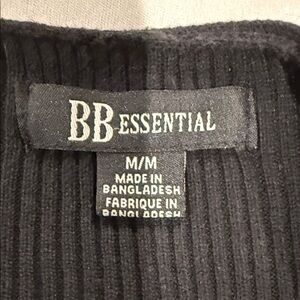 BB ESSENTIAL
M/M
MADE IN
BANGLADESH
FABRIQUE IN
BANGLADESH